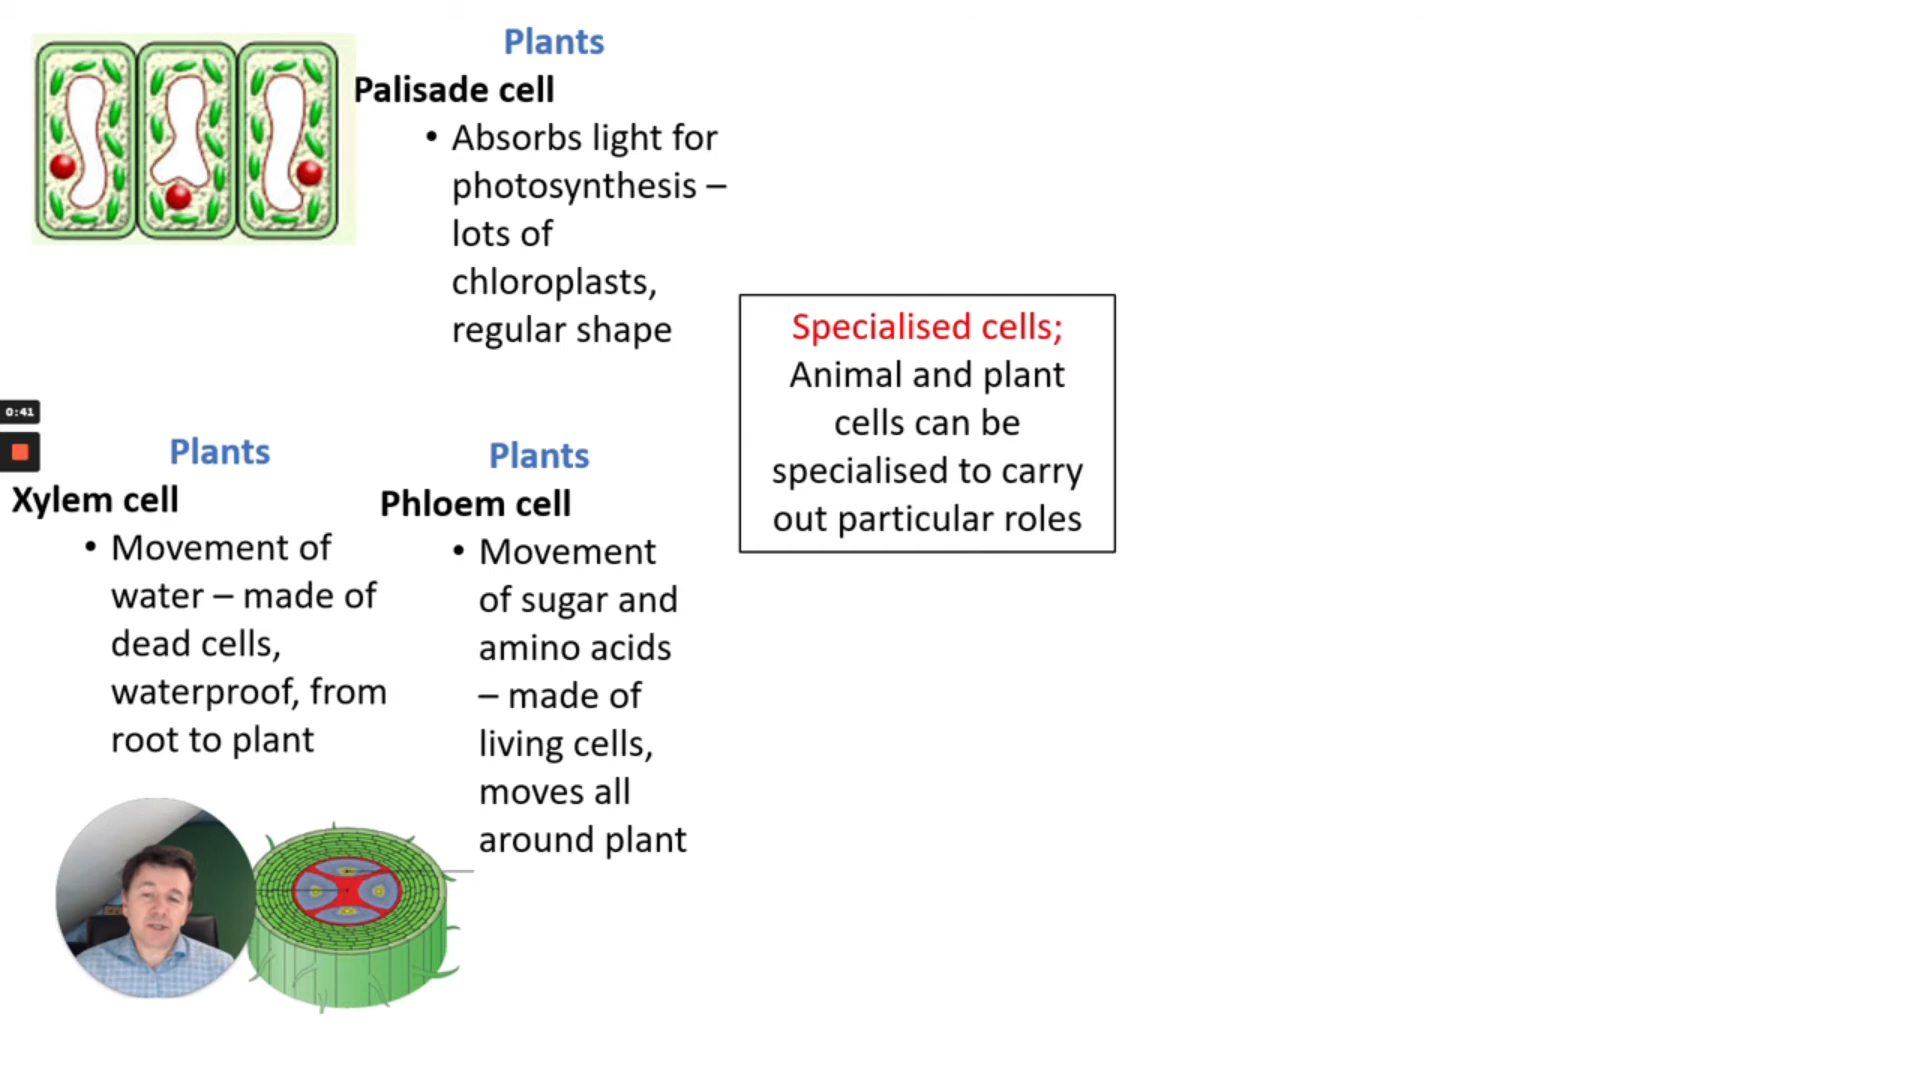 Plants
Palisade cell
• Absorbs light for
photosynthesis –
lots of
chloroplasts,
regular shape
Specialised cells;
Animal and plant
cells can be
specialised to carry
out particular roles
0:41
Plants
Xylem cell
• Movement of
water – made of
dead cells,
waterproof, from
root to plant
Plants
Phloem cell
• Movement
of sugar and
amino acids
– made of
living cells,
moves all
around plant